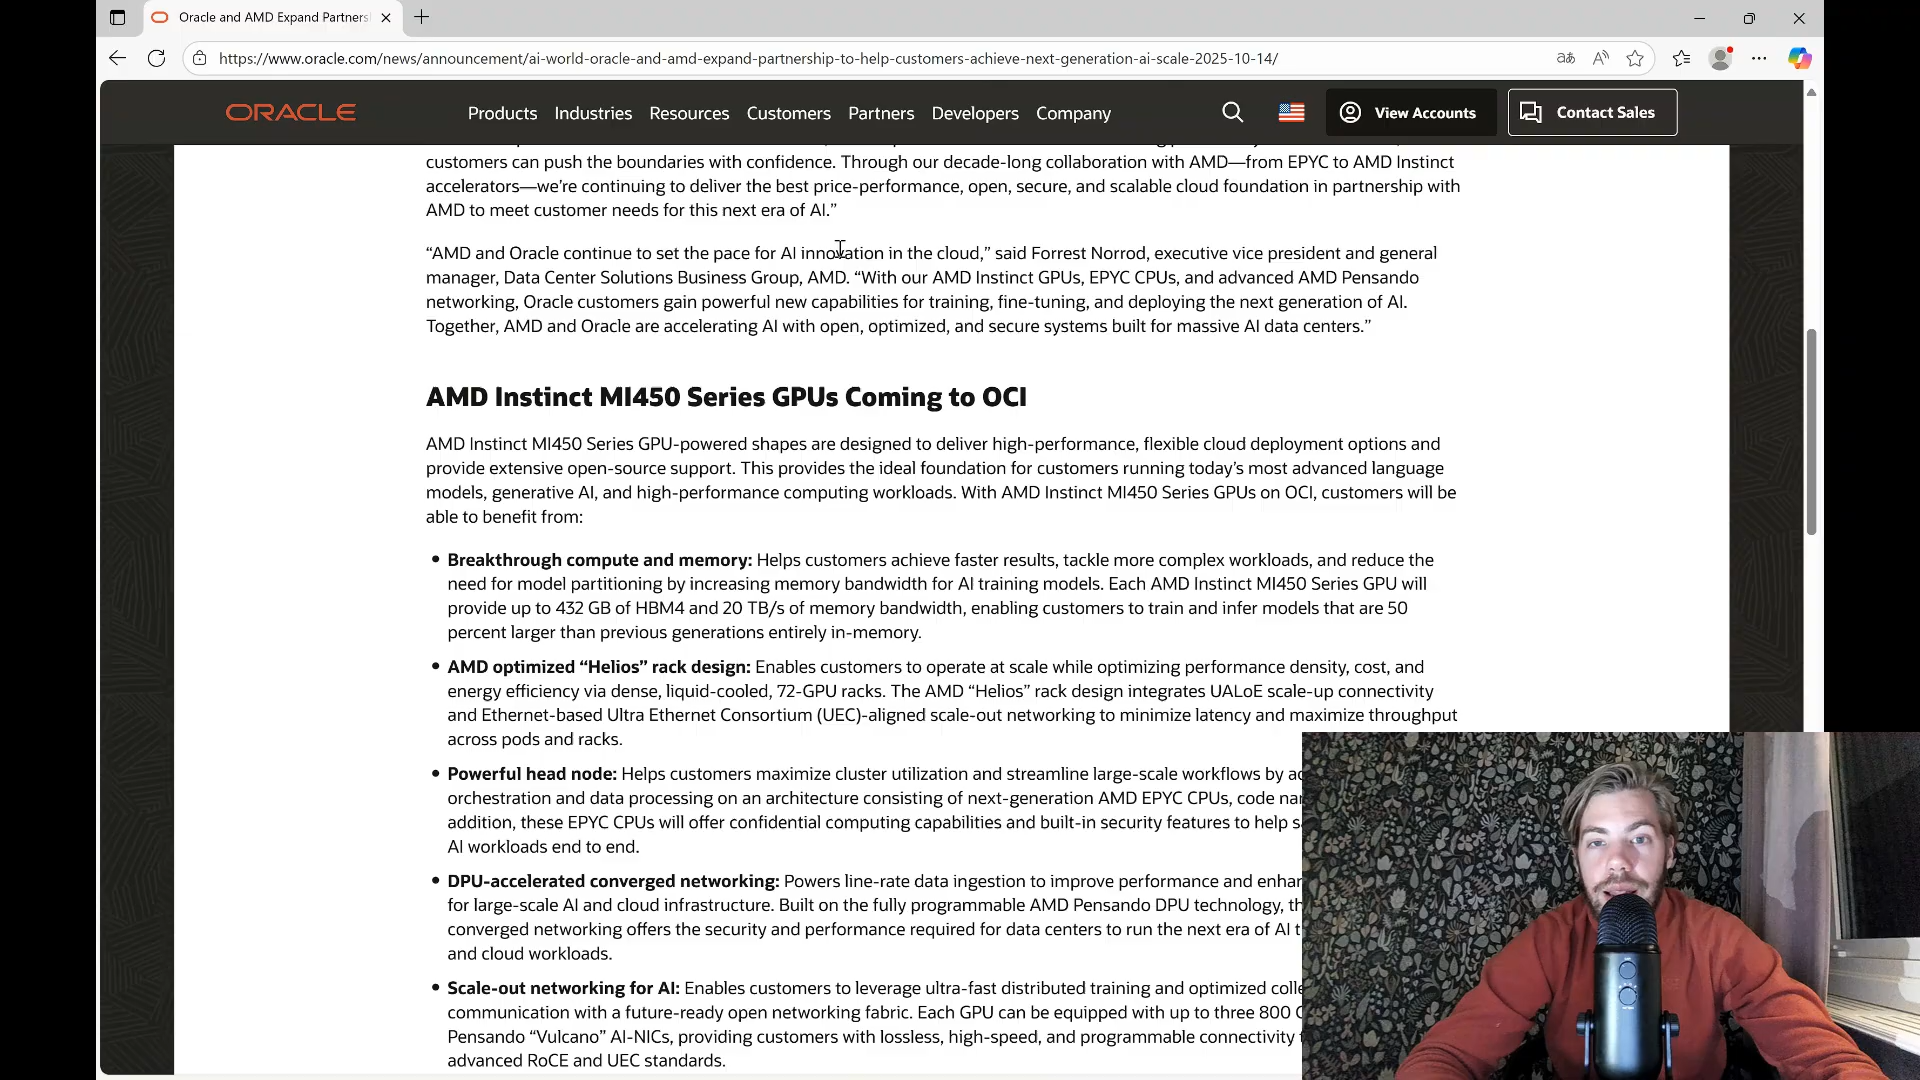 Oracle and AMD Expand Partners
https://www.oracle.com/news/announcement/ai-world-oracle-and-amd-expand-partnership-to-help-customers-achieve-next-generation-ai-scale-2025-10-14/
ORACLE
Products Industries Resources Customers Partners Developers Company
View Accounts
Contact Sales
customers can push the boundaries with confidence. Through our decade-long collaboration with AMD—from EPYC to AMD Instinct
accelerators—we’re continuing to deliver the best price-performance, open, secure, and scalable cloud foundation in partnership with
AMD to meet customer needs for this next era of AI.”
“AMD and Oracle continue to set the pace for AI innovation in the cloud,” said Forrest Norrod, executive vice president and general
manager, Data Center Solutions Business Group, AMD. “With our AMD Instinct GPUs, EPYC CPUs, and advanced AMD Pensando
networking, Oracle customers gain powerful new capabilities for training, fine-tuning, and deploying the next generation of AI.
Together, AMD and Oracle are accelerating AI with open, optimized, and secure systems built for massive AI data centers.”
AMD Instinct MI450 Series GPUs Coming to OCI
AMD Instinct MI450 Series GPU-powered shapes are designed to deliver high-performance, flexible cloud deployment options and
provide extensive open-source support. This provides the ideal foundation for customers running today’s most advanced language
models, generative AI, and high-performance computing workloads. With AMD Instinct MI450 Series GPUs on OCI, customers will be
able to benefit from:
• Breakthrough compute and memory: Helps customers achieve faster results, tackle more complex workloads, and reduce the
need for model partitioning by increasing memory bandwidth for AI training models. Each AMD Instinct MI450 Series GPU will
provide up to 432 GB of HBM4 and 20 TB/s of memory bandwidth, enabling customers to train and infer models that are 50
percent larger than previous generations entirely in-memory.
• AMD optimized “Helios” rack design: Enables customers to operate at scale while optimizing performance density, cost, and
energy efficiency via dense, liquid-cooled, 72-GPU racks. The AMD “Helios” rack design integrates UALoE scale-up connectivity
and Ethernet-based Ultra Ethernet Consortium (UEC)-aligned scale-out networking to minimize latency and maximize throughput
across pods and racks.
• Powerful head node: Helps customers maximize cluster utilization and streamline large-scale workflows by
orchestration and data processing on an architecture consisting of next-generation AMD EPYC CPUs, code
addition, these EPYC CPUs will offer confidential computing capabilities and built-in security features to help
AI workloads end to end.
• DPU-accelerated converged networking: Powers line-rate data ingestion to improve performance and
for large-scale AI and cloud infrastructure. Built on the fully programmable AMD Pensando DPU technology,
converged networking offers the security and performance required for data centers to run the next era of AI
and cloud workloads.
• Scale-out networking for AI: Enables customers to leverage ultra-fast distributed training and optimized
communication with a future-ready open networking fabric. Each GPU can be equipped with up to three 800
Pensando “Vulcano” AI-NICs, providing customers with lossless, high-speed, and programmable connectivity
advanced RoCE and UEC standards.